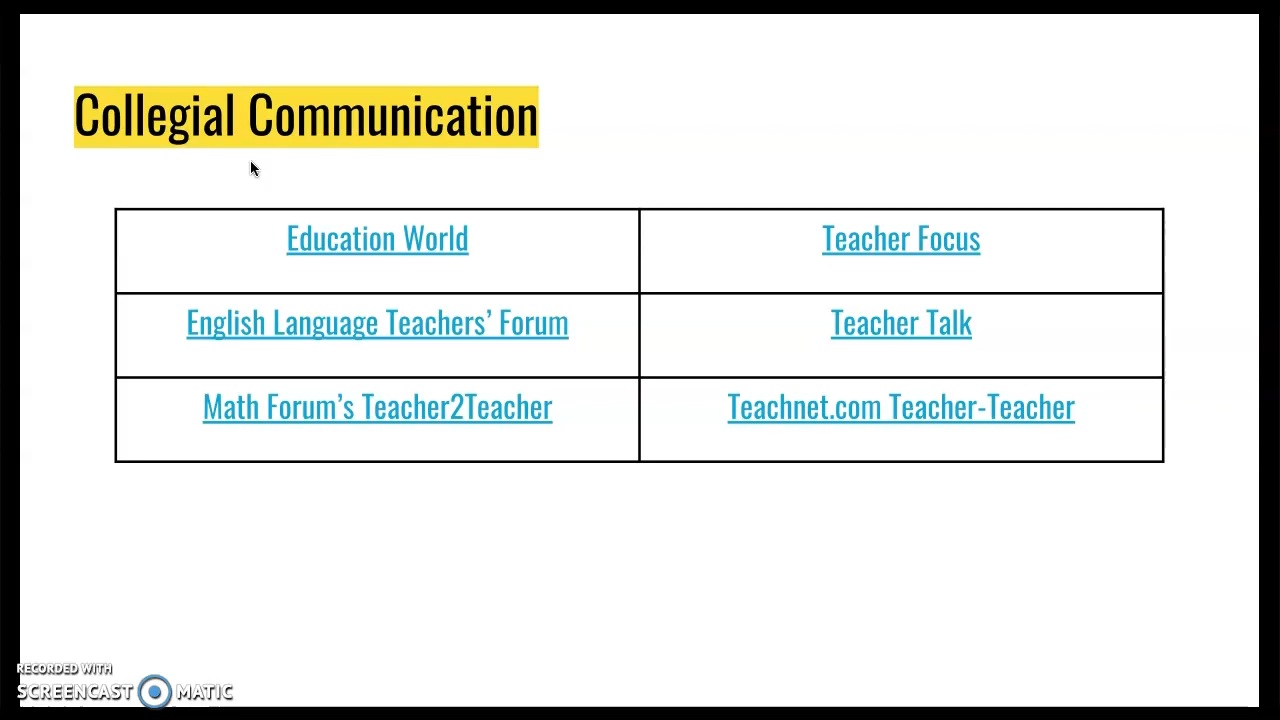 Collegial Communication
Education World
Teacher Focus
English Language Teachers’ Forum
Teacher Talk
Math Forum’s Teacher2Teacher
Teachnet.com Teacher-Teacher
RECORDED WITH
SCREENCAST MATIC